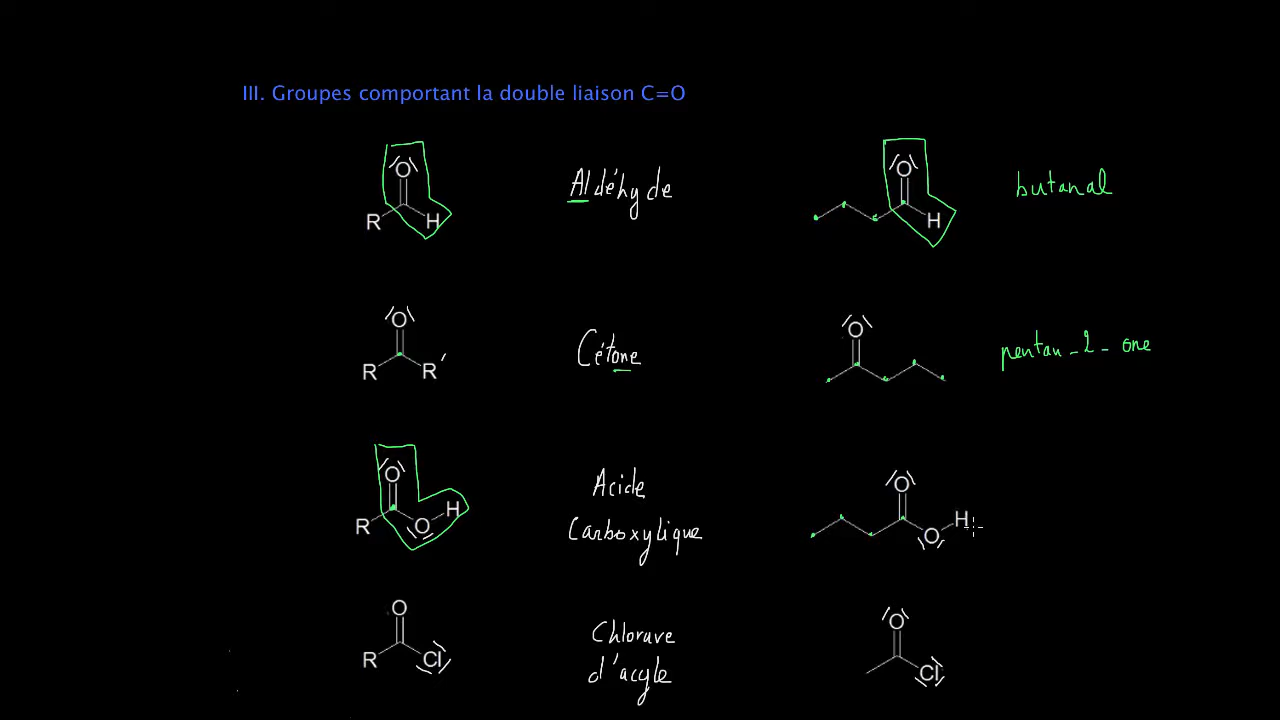 III. Groupes comportant la double liaison C=O
O
R H
Aldéhyde
O
H
butanal
O
R R'
Cétone
O
pentan-2-one
O
R O H
Acide
Carboxylique
O
O H
O
R Cl
Chlorure
d'acyle
O
Cl